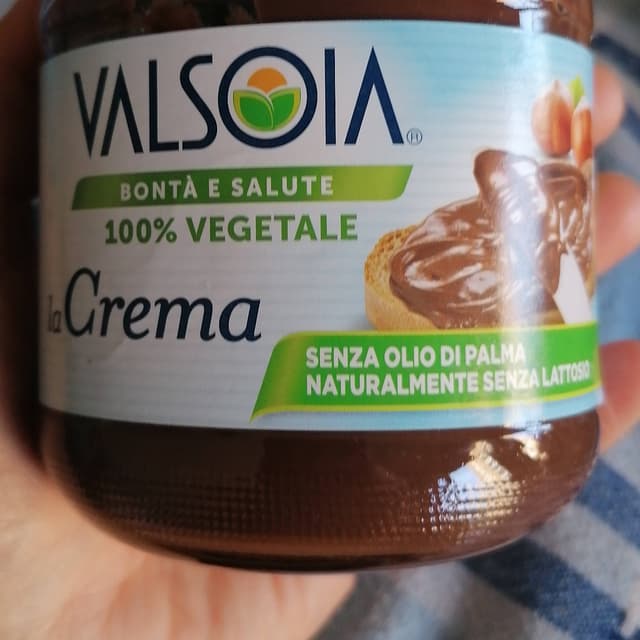 VALSOIA®
BONTÀ E SALUTE
100% VEGETALE
la Crema
SENZA OLIO DI PALMA
NATURALMENTE SENZA LATTOSIO